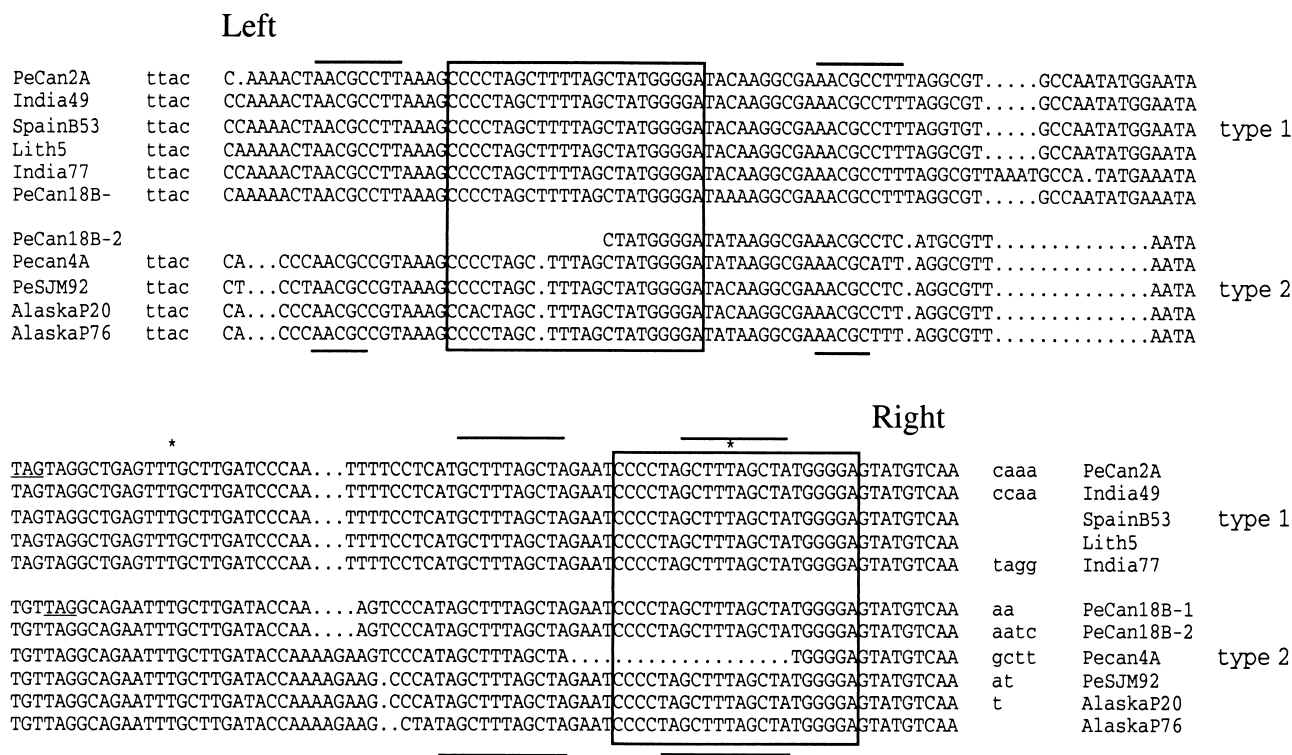 Left
PeCan2A ttac C.AAAACTAACGCCTTAAAGCCCCTAGCTTTTAGCTATGGGGATACAAGGCGAAACGCCTTTAGGCGT.....GCCAATATGGAATA
India49 ttac CCAAAACTAACGCCTTAAAGCCCCTAGCTTTTAGCTATGGGGATACAAGGCGAAACGCCTTTAGGCGT.....GCCAATATGGAATA
SpainB53 ttac CCAAAACTAACGCCTTAAAGCCCCTAGCTTTTAGCTATGGGGATACAAGGCGAAACGCCTTTAGGTGT.....GCCAATATGGAATA type 1
Lith5 ttac CAAAAACTAACGCCTTAAAGCCCCTAGCTTTTAGCTATGGGGATACAAGGCGAAACGCCTTTAGGCGT.....GCCAATATGGAATA
India77 ttac CCAAAACTAACGCCTTAAAGCCCCTAGCTTTTAGCTATGGGGATACAAGGCGAAACGCCTTTAGGCGTTAAATGCCA.TATGAAATA
PeCan18B- ttac CAAAAACTAACGCCTTAAAGCCCCTAGCTTTTAGCTATGGGGATAAAAGGCGAAACGCCTTTAGGCGT.....GCCAATATGAAATA
PeCan18B-2 CTATGGGGATATAAGGCGAAACGCCTC.ATGCGTT..............AATA
Pecan4A ttac CA...CCCAACGCCGTAAAGCCCCTAGC.TTTAGCTATGGGGATATAAGGCGAAACGCATT.AGGCGTT..............AATA
PeSJM92 ttac CT...CCTAACGCCGTAAAGCCCCTAGC.TTTAGCTATGGGGATACAAGGCGAAACGCCTC.AGGCGTT..............AATA type 2
AlaskaP20 ttac CA...CCCAACGCCGTAAAGCCACTAGC.TTTAGCTATGGGGATACAAGGCGAAACGCCTT.AGGCGTT..............AATA
AlaskaP76 ttac CA...CCCAACGCCGTAAAGCCCCTAGC.TTTAGCTATGGGGATATAAGGCGAAACGCTTT.AGGCGTT..............AATA
Right
* *
TAGTAGGCTGAGTTTGCTTGATCCCAA...TTTTCCTCATGCTTTAGCTAGAATCCCCTAGCTTTAGCTATGGGGAGTATGTCAA caaa PeCan2A
TAGTAGGCTGAGTTTGCTTGATCCCAA...TTTTCCTCATGCTTTAGCTAGAATCCCCTAGCTTTAGCTATGGGGAGTATGTCAA ccaa India49
TAGTAGGCTGAGTTTGCTTGATCCCAA...TTTTCCTCATGCTTTAGCTAGAATCCCCTAGCTTTAGCTATGGGGAGTATGTCAA SpainB53 type 1
TAGTAGGCTGAGTTTGCTTGATCCCAA...TTTTCCTCATGCTTTAGCTAGAATCCCCTAGCTTTAGCTATGGGGAGTATGTCAA Lith5
TAGTAGGCTGAGTTTGCTTGATCCCAA...TTTTCCTCATGCTTTAGCTAGAATCCCCTAGCTTTAGCTATGGGGAGTATGTCAA tagg India77
TGTTAGGCAGAATTTGCTTGATACCAA....AGTCCCATAGCTTTAGCTAGAATCCCCTAGCTTTAGCTATGGGGAGTATGTCAA aa PeCan18B-1
TGTTAGGCAGAATTTGCTTGATACCAA....AGTCCCATAGCTTTAGCTAGAATCCCCTAGCTTTAGCTATGGGGAGTATGTCAA aatc PeCan18B-2
TGTTAGGCAGAATTTGCTTGATACCAAAAGAAGTCCCATAGCTTTAGCTA....................TGGGGAGTATGTCAA gctt Pecan4A type 2
TGTTAGGCAGAATTTGCTTGATACCAAAAGAAG.CCCATAGCTTTAGCTAGAATCCCCTAGCTTTAGCTATGGGGAGTATGTCAA at PeSJM92
TGTTAGGCAGAATTTGCTTGATACCAAAAGAAG.CCCATAGCTTTAGCTAGAATCCCCTAGCTTTAGCTATGGGGAGTATGTCAA t AlaskaP20
TGTTAGGCAGAATTTGCTTGATACCAAAAGAAG..CTATAGCTTTAGCTAGAATCCCCTAGCTTTAGCTATGGGGAGTATGTCAA AlaskaP76